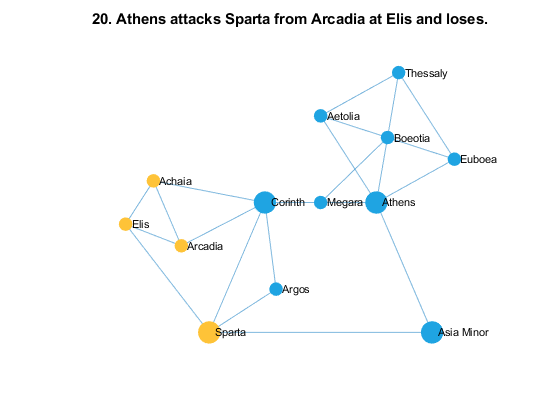 20. Athens attacks Sparta from Arcadia at Elis and loses.
Thessaly
Aetolia
Boeotia
Euboea
Achaia
Corinth
Megara
Athens
Elis
Arcadia
Argos
Sparta
Asia Minor